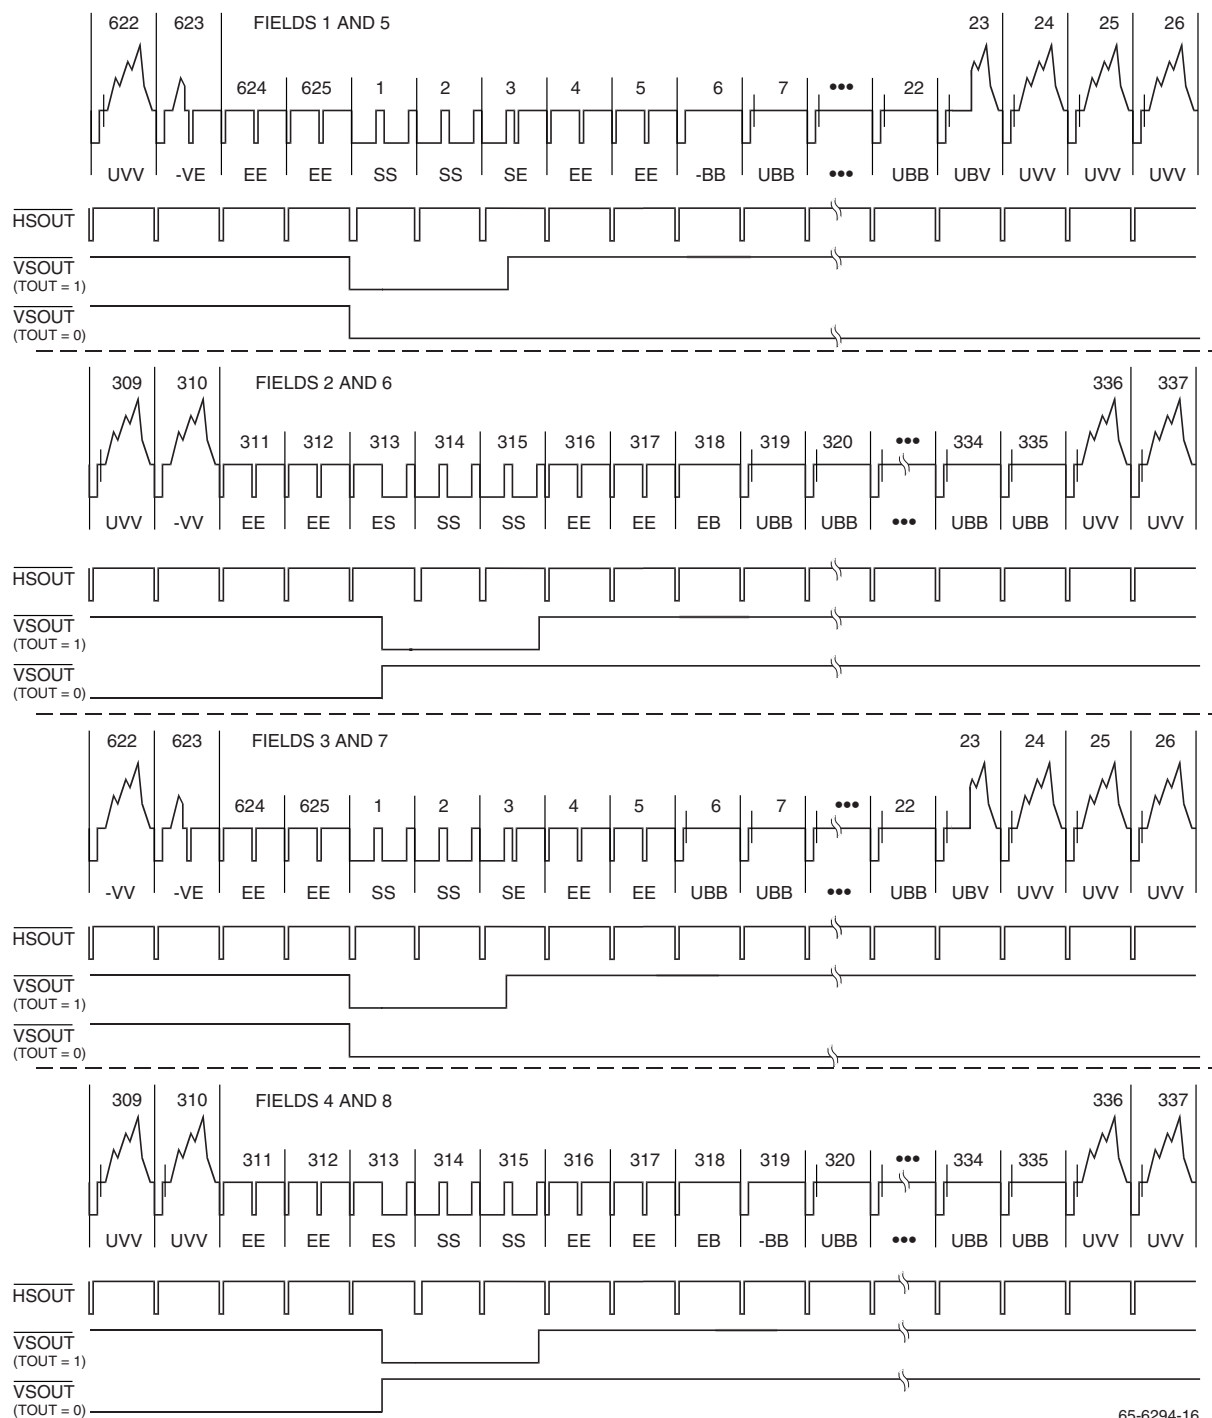 622 623 FIELDS 1 AND 5 23 24 25 26
624 625 1 2 3 4 5 6 7 ••• 22
UVV -VE EE EE SS SS SE EE EE -BB UBB ••• UBB UBV UVV UVV UVV
HSOUT
VSOUT
(TOUT = 1)
VSOUT
(TOUT = 0)
309 310 FIELDS 2 AND 6 336 337
311 312 313 314 315 316 317 318 319 320 ••• 334 335
UVV -VV EE EE ES SS SS EE EE EB UBB UBB ••• UBB UBB UVV UVV
HSOUT
VSOUT
(TOUT = 1)
VSOUT
(TOUT = 0)
622 623 FIELDS 3 AND 7 23 24 25 26
624 625 1 2 3 4 5 6 7 ••• 22
-VV -VE EE EE SS SS SE EE EE UBB UBB ••• UBB UBV UVV UVV UVV
HSOUT
VSOUT
(TOUT = 1)
VSOUT
(TOUT = 0)
309 310 FIELDS 4 AND 8 336 337
311 312 313 314 315 316 317 318 319 320 ••• 334 335
UVV UVV EE EE ES SS SS EE EE EB -BB UBB ••• UBB UBB UVV UVV
HSOUT
VSOUT
(TOUT = 1)
VSOUT
(TOUT = 0)
65-6294-16